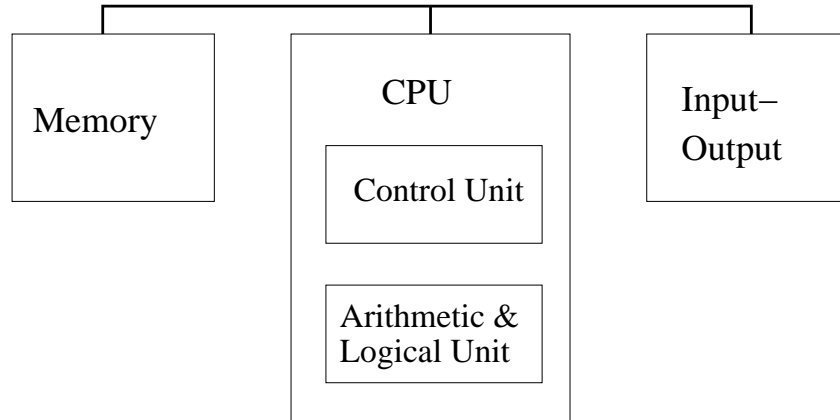 Memory
CPU
Control Unit
Arithmetic &
Logical Unit
Input–
Output